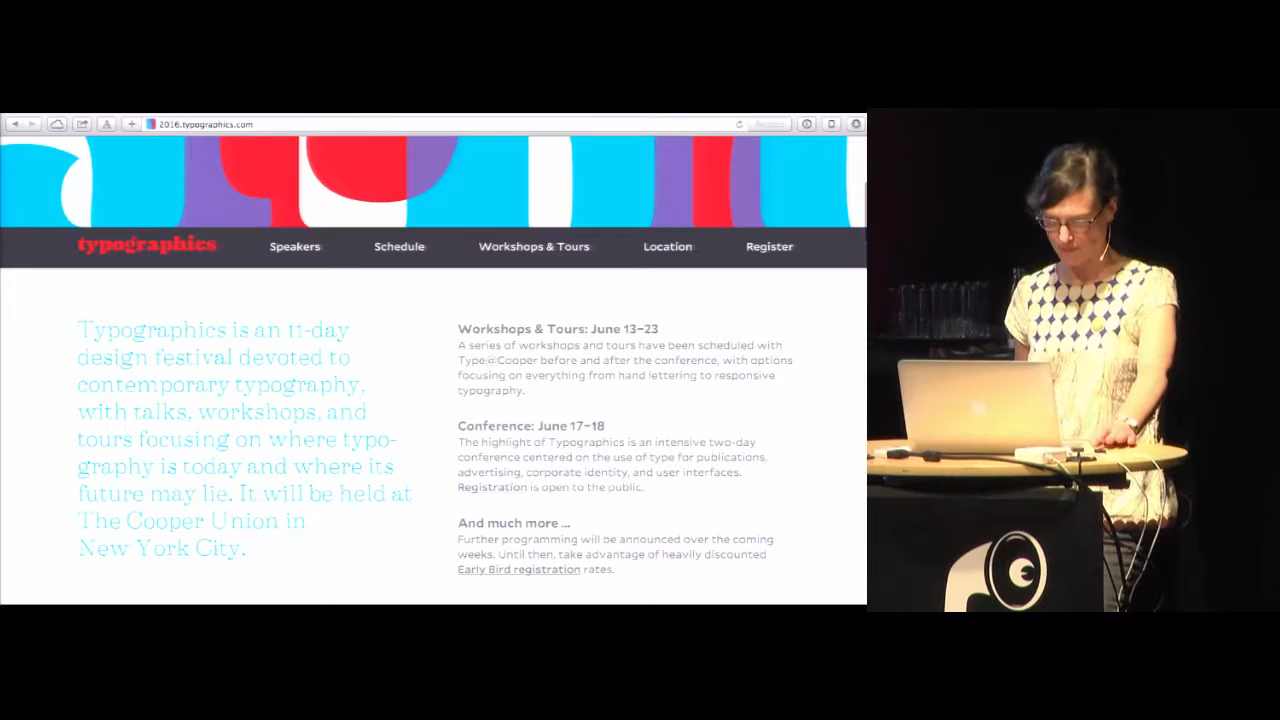 2016.typographics.com
typographics
Speakers
Schedule
Workshops & Tours
Location
Register
Typographics is an 11-day
design festival devoted to
contemporary typography,
with talks, workshops, and
tours focusing on where typo-
graphy is today and where its
future may lie. It will be held at
The Cooper Union in
New York City.
Workshops & Tours: June 13–23
A series of workshops and tours have been scheduled with
Type@Cooper before and after the conference, with options
focusing on everything from hand lettering to responsive
typography.
Conference: June 17–18
The highlight of Typographics is an intensive two-day
conference centered on the use of type for publications,
advertising, corporate identity, and user interfaces.
Registration is open to the public.
And much more ...
Further programming will be announced over the coming
weeks. Until then, take advantage of heavily discounted
Early Bird registration rates.